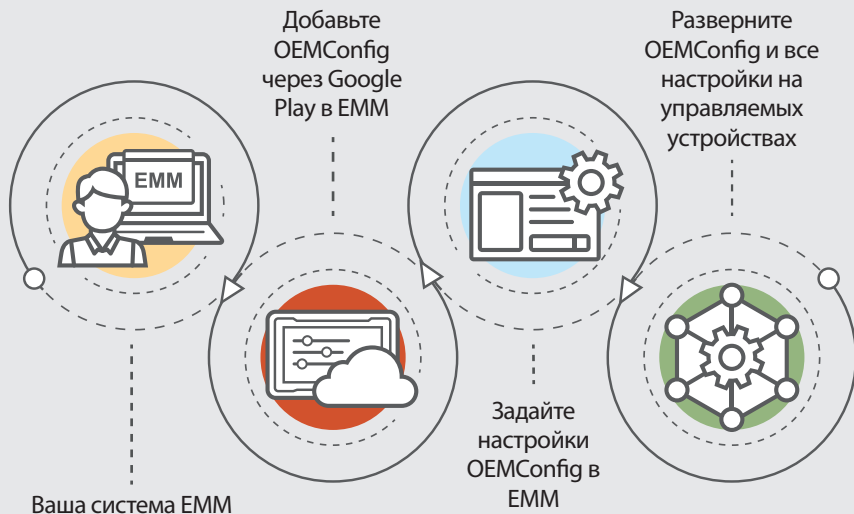 EMM
Ваша система EMM
Добавьте
OEMConfig
через Google
Play в EMM
Задайте
настройки
OEMConfig в
EMM
Разверните
OEMConfig и все
настройки на
управляемых
устройствах